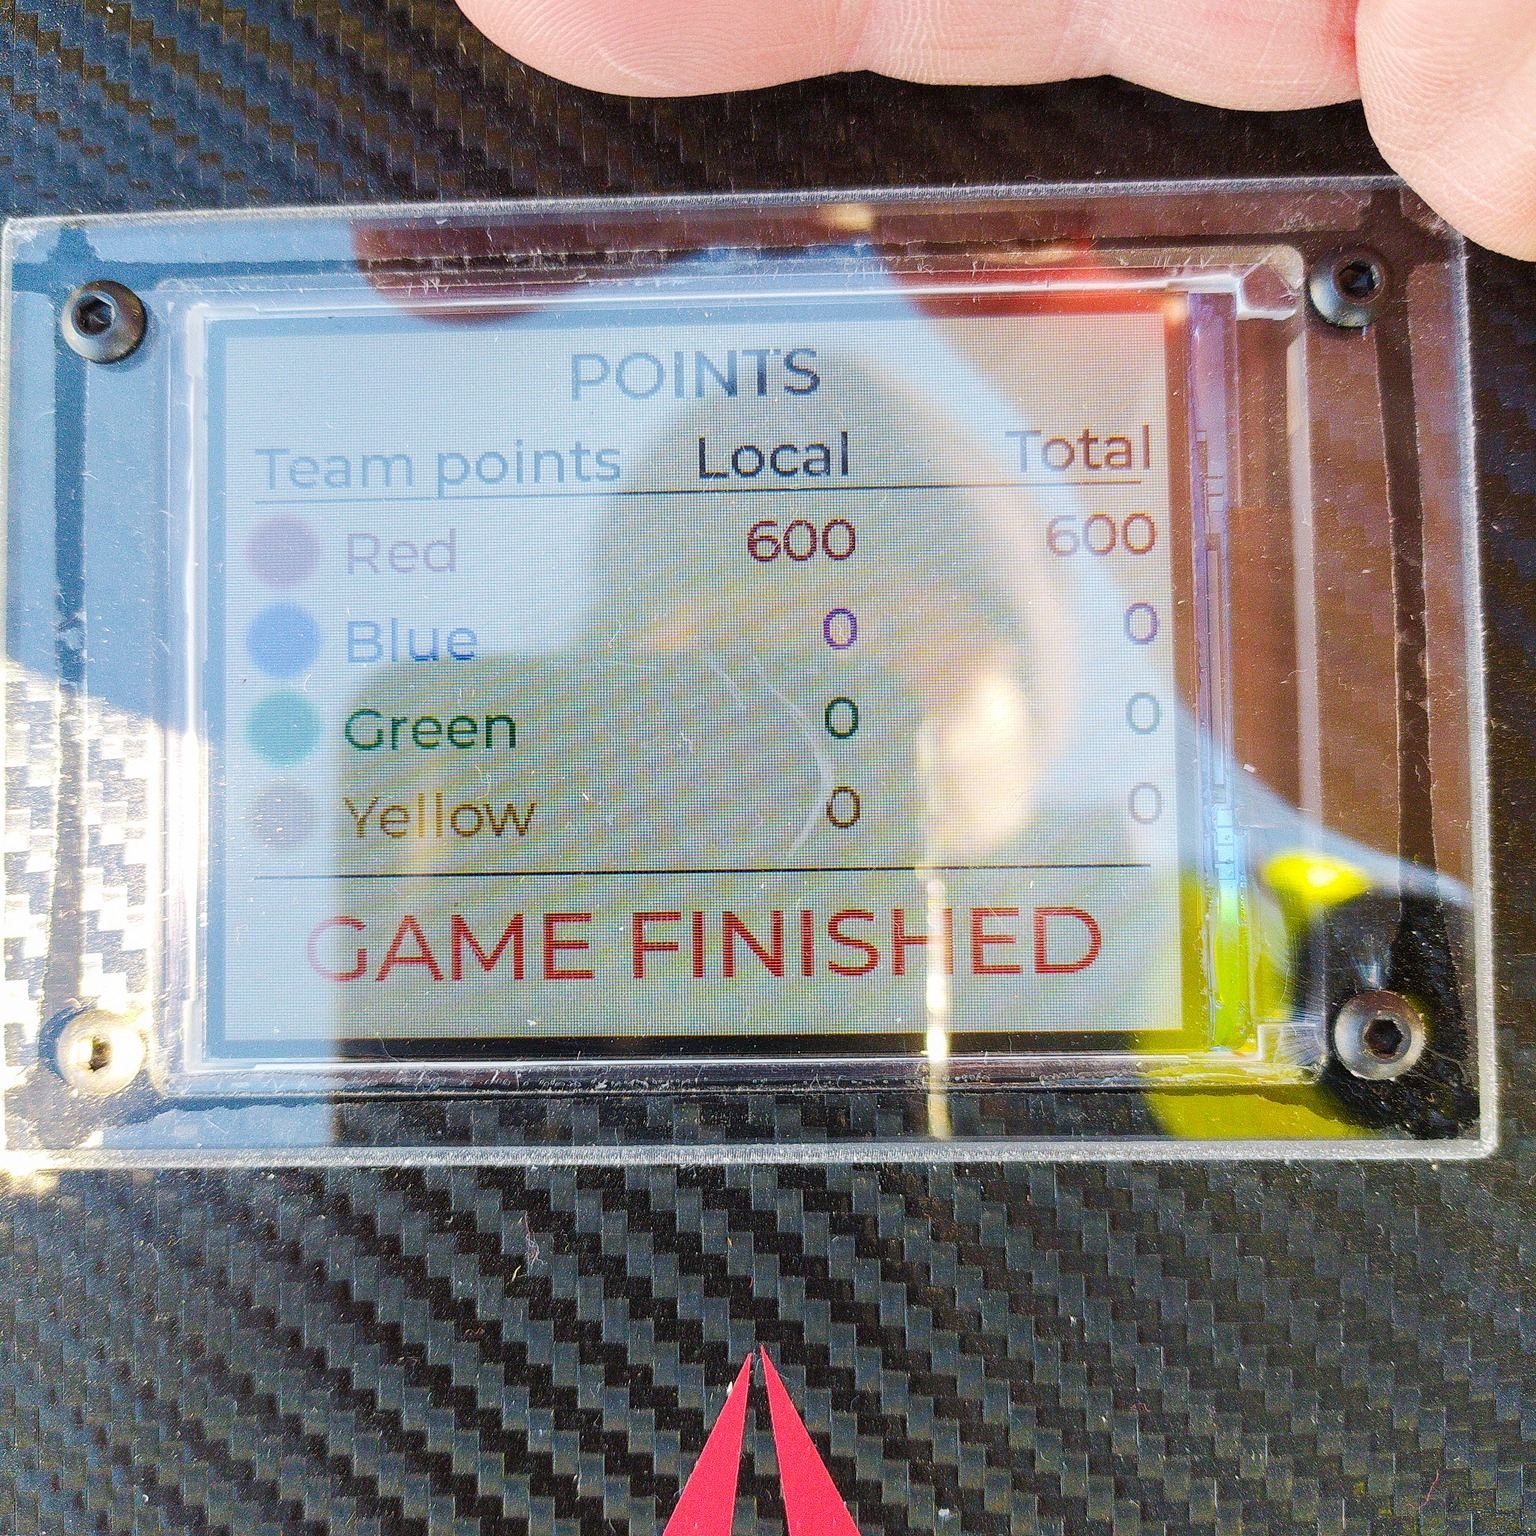 POINTS
Team points Local Total
Red 600 600
Blue 0 0
Green 0 0
Yellow 0 0
GAME FINISHED